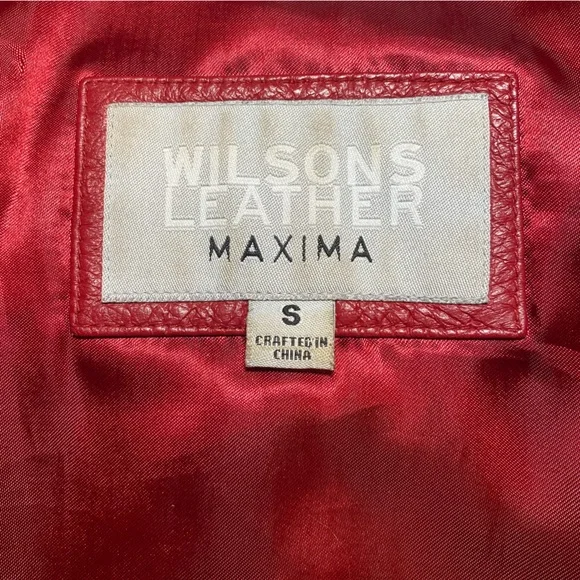 WILSONS
LEATHER
MAXIMA
S
CRAFTED IN
CHINA